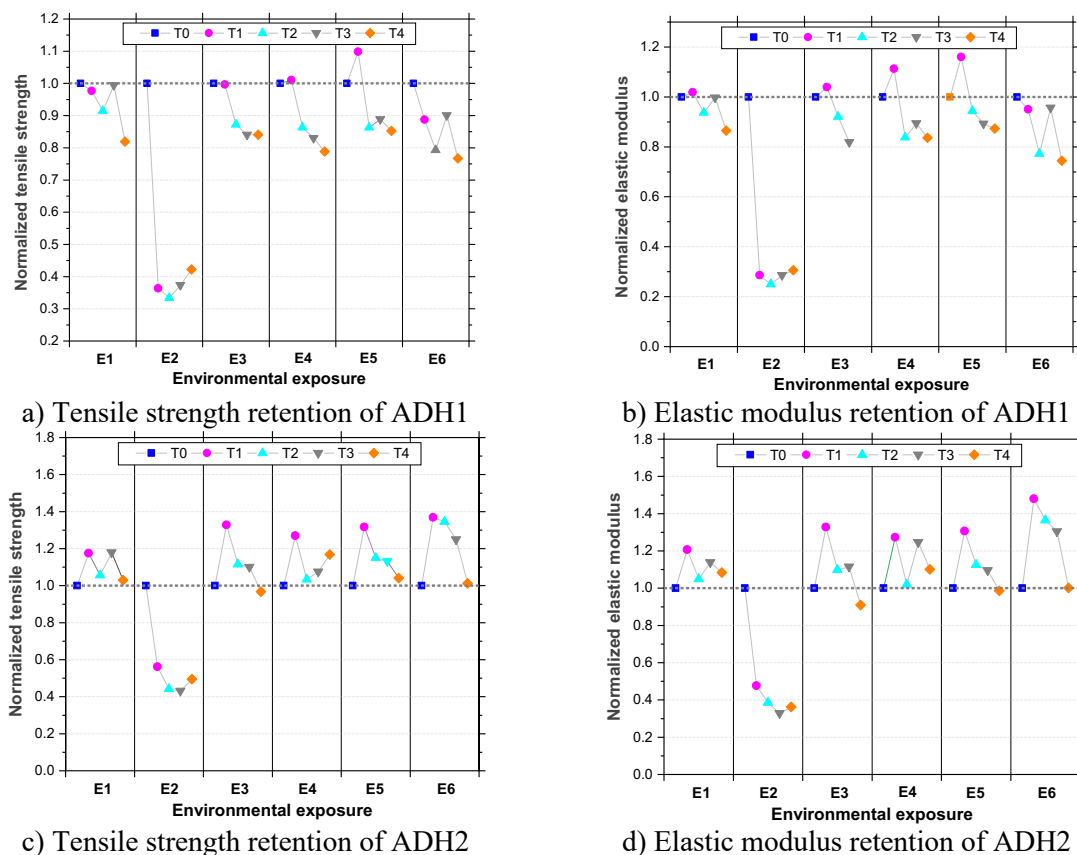 1.2
1.1
1.0
0.9
0.8
0.7
0.6
0.5
0.4
0.3
0.2
Normalized tensile strength
T0 T1 T2 T3 T4
E1 E2 E3 E4 E5 E6
Environmental exposure
a) Tensile strength retention of ADH1
1.2
1.0
0.8
0.6
0.4
0.2
0.0
Normalized elastic modulus
T0 T1 T2 T3 T4
E1 E2 E3 E4 E5 E6
Environmental exposure
b) Elastic modulus retention of ADH1
1.8
1.6
1.4
1.2
1.0
0.8
0.6
0.4
0.2
0.0
Normalized tensile strength
T0 T1 T2 T3 T4
E1 E2 E3 E4 E5 E6
Environmental exposure
c) Tensile strength retention of ADH2
1.8
1.6
1.4
1.2
1.0
0.8
0.6
0.4
0.2
0.0
Normalized elastic modulus
T0 T1 T2 T3 T4
E1 E2 E3 E4 E5 E6
Environmental exposure
d) Elastic modulus retention of ADH2